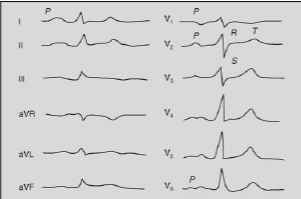 I P V₁ P
II V₂ P R T
III V₃ S
aVR V₄
aVL V₅
aVF V₆ P